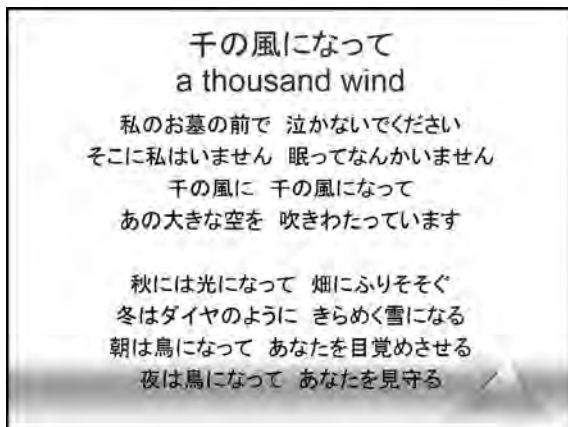 千の風になって
a thousand wind
私のお墓の前で 泣かないでください
そこに私はいません 眠ってなんかいません
千の風に 千の風になって
あの大きな空を 吹きわたっています
秋には光になって 畑にふりそそぐ
冬はダイヤのように きらめく雪になる
朝は鳥になって あなたを目覚めさせる
夜は鳥になって あなたを見守る